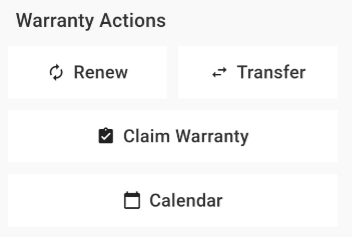 Warranty Actions
Renew
Transfer
Claim Warranty
Calendar